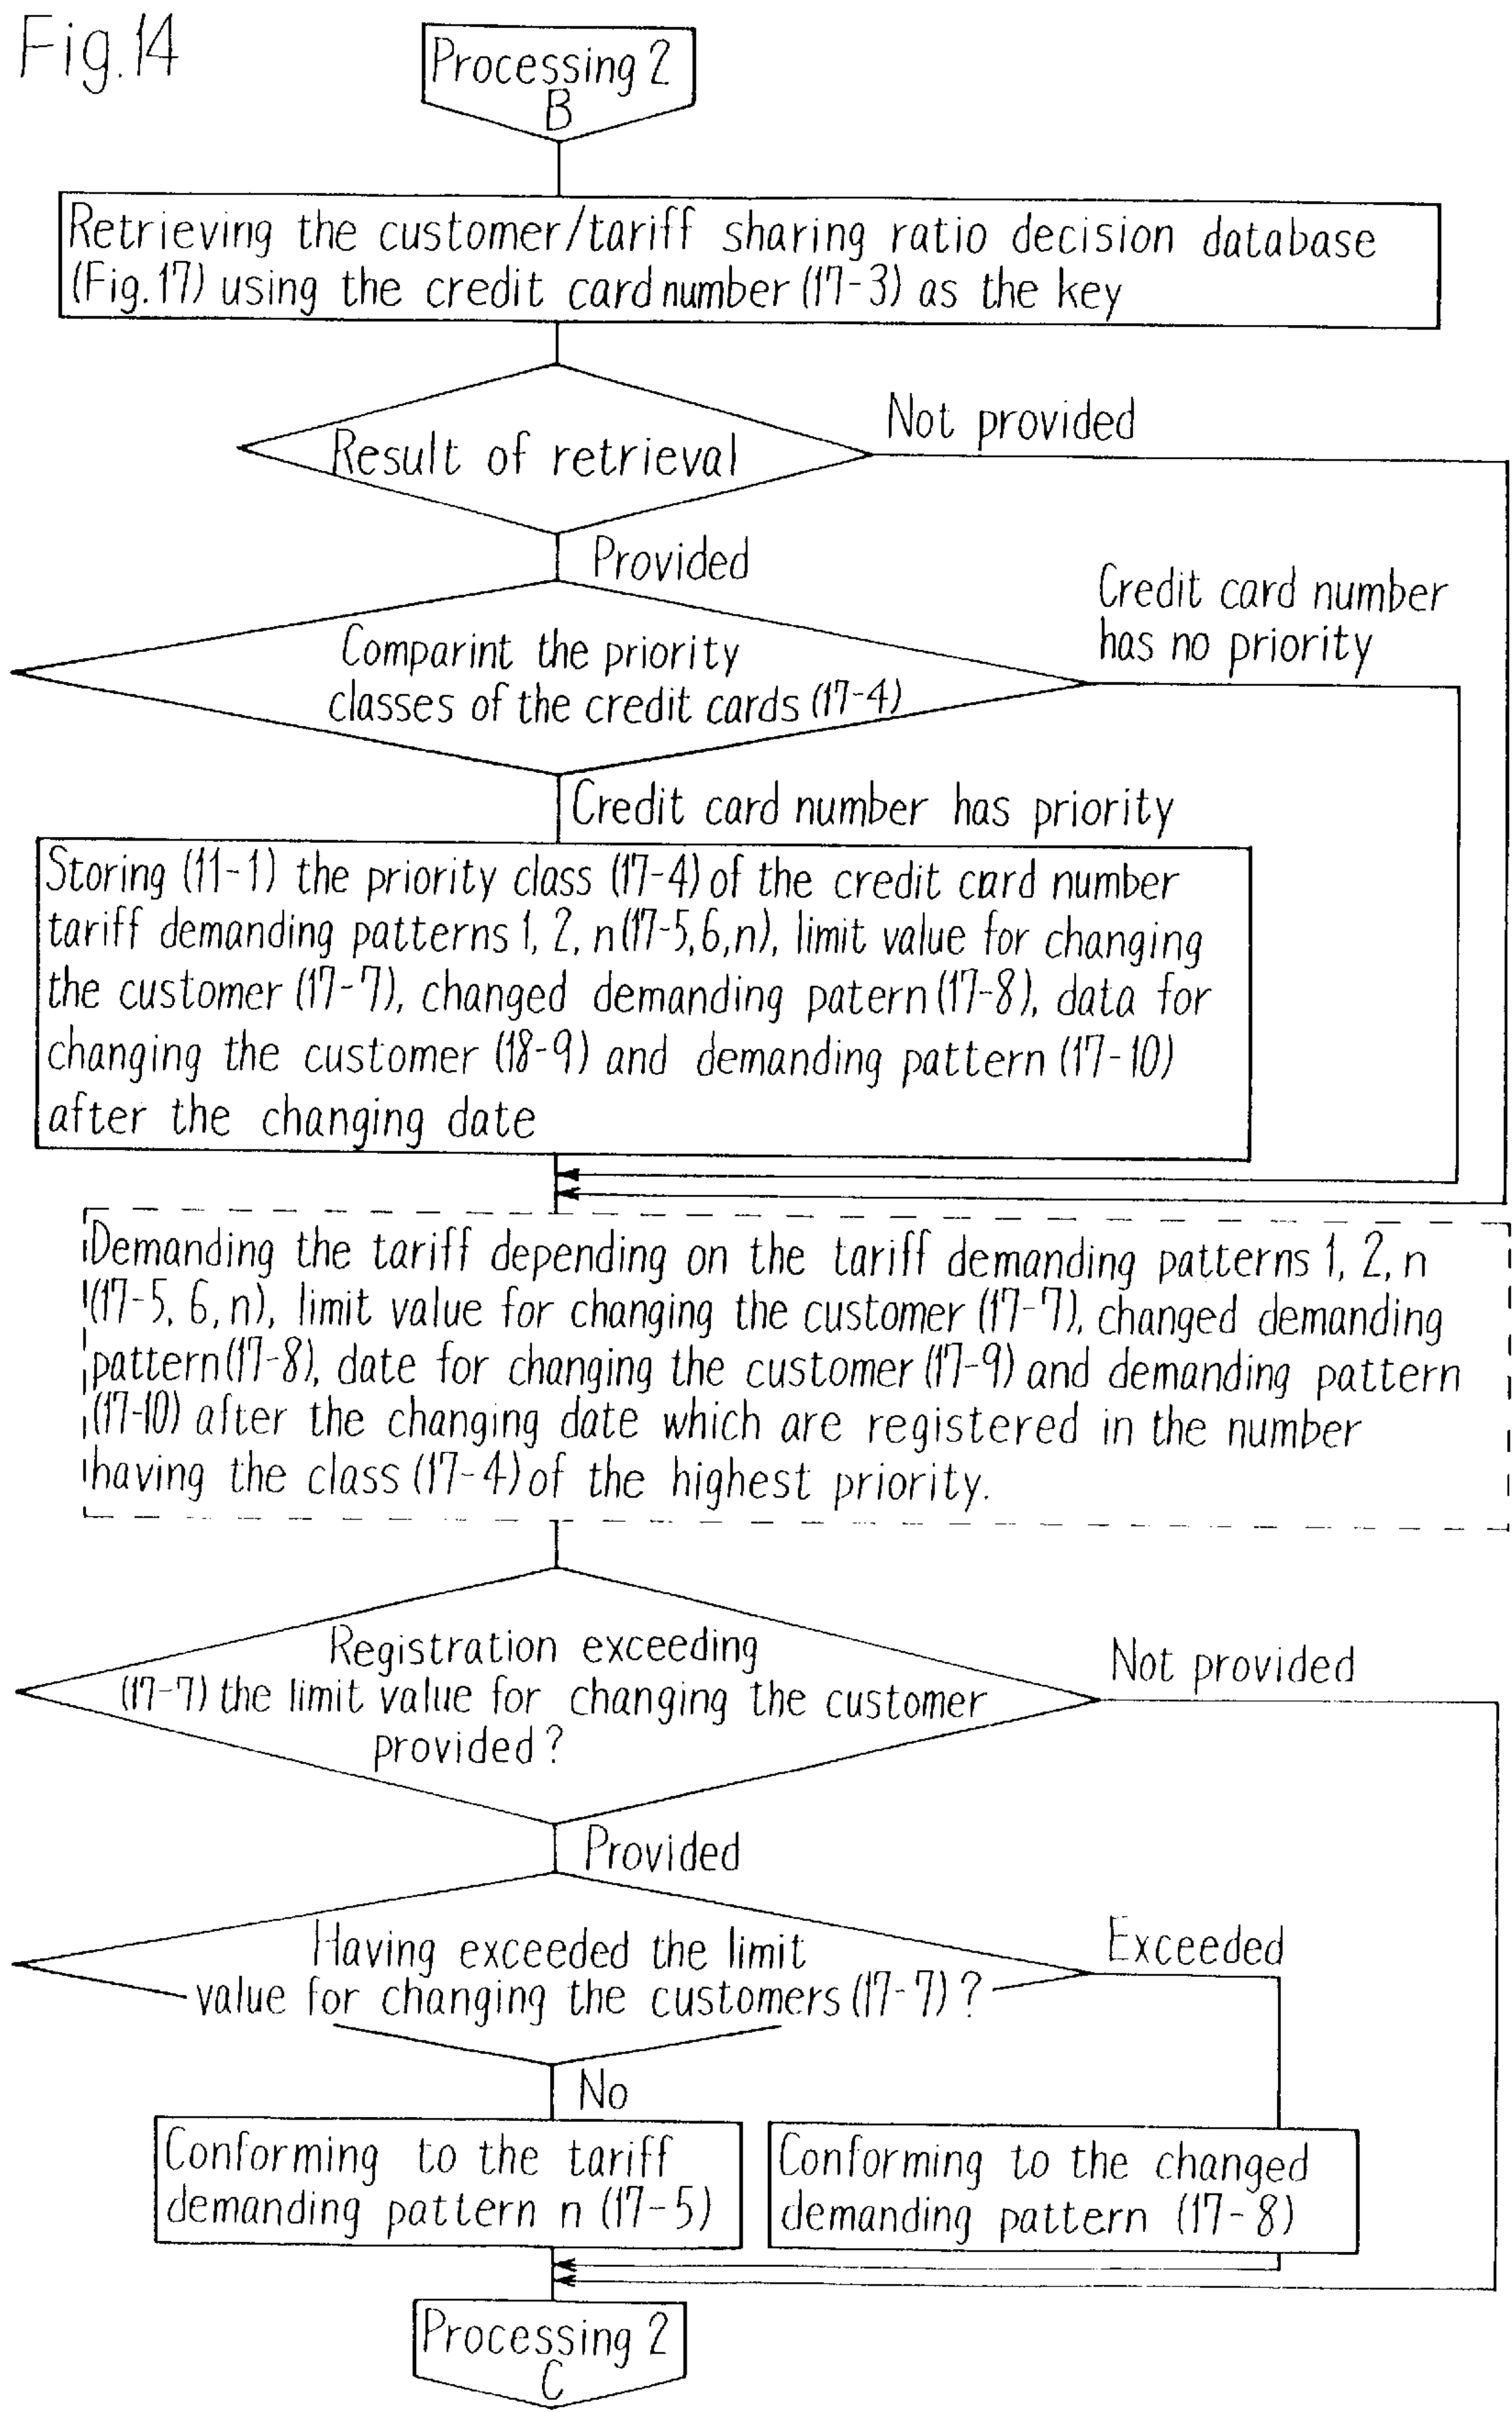 Fig.14
Processing 2
B
Retrieving the customer/tariff sharing ratio decision database
(Fig.17) using the credit card number (17-3) as the key
Result of retrieval
Not provided
Provided
Comparint the priority
classes of the credit cards (17-4)
Credit card number
has no priority
Credit card number has priority
Storing (11-1) the priority class (17-4) of the credit card number
tariff demanding patterns 1, 2, n(17-5,6,n), limit value for changing
the customer (17-7), changed demanding patern(17-8), data for
changing the customer (18-9) and demanding pattern (17-10)
after the changing date
Demanding the tariff depending on the tariff demanding patterns 1, 2, n
(17-5, 6, n), limit value for changing the customer (17-7), changed demanding
pattern(17-8), date for changing the customer (17-9) and demanding pattern
(17-10) after the changing date which are registered in the number
having the class (17-4) of the highest priority.
Registration exceeding
(17-7) the limit value for changing the customer
provided?
Not provided
Provided
Having exceeded the limit
value for changing the customers (17-7)?
Exceeded
No
Conforming to the tariff
demanding pattern n (17-5)
Conforming to the changed
demanding pattern (17-8)
Processing 2
C